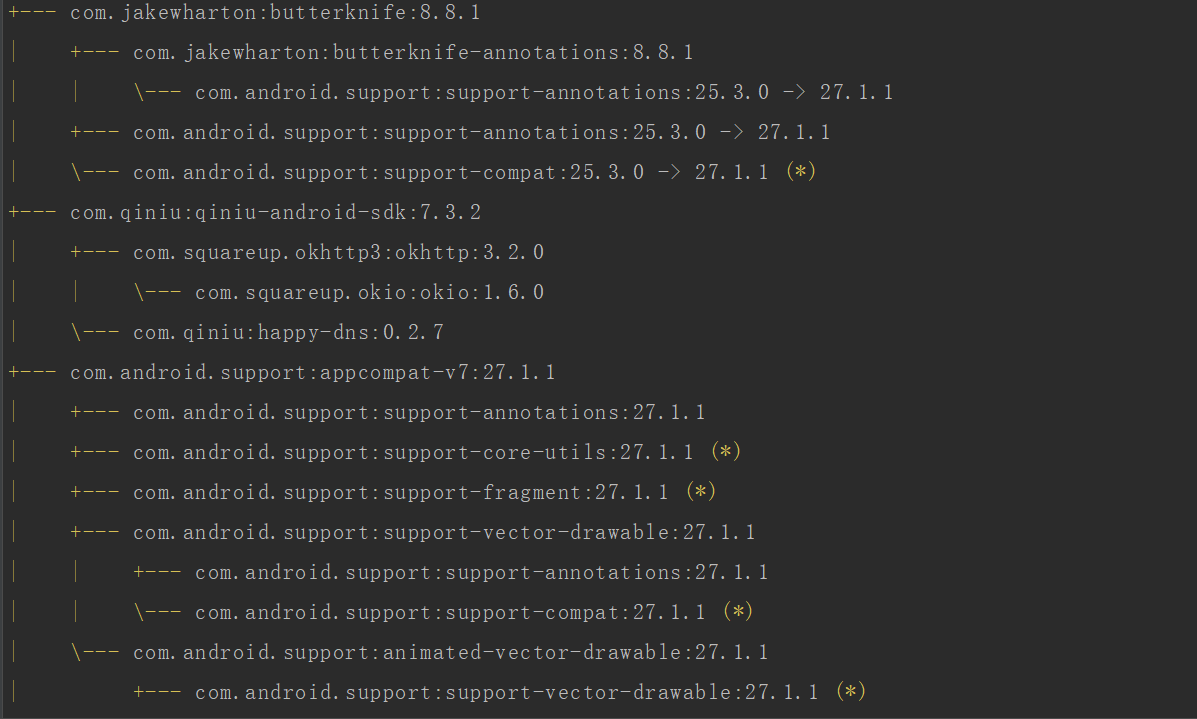 +--- com.jakewharton:butterknife:8.8.1
|    +--- com.jakewharton:butterknife-annotations:8.8.1
|    |    \--- com.android.support:support-annotations:25.3.0 -> 27.1.1
|    +--- com.android.support:support-annotations:25.3.0 -> 27.1.1
|    \--- com.android.support:support-compat:25.3.0 -> 27.1.1 (*)
+--- com.qiniu:qiniu-android-sdk:7.3.2
|    +--- com.squareup.okhttp3:okhttp:3.2.0
|    |    \--- com.squareup.okio:okio:1.6.0
|    \--- com.qiniu:happy-dns:0.2.7
+--- com.android.support:appcompat-v7:27.1.1
|    +--- com.android.support:support-annotations:27.1.1
|    +--- com.android.support:support-core-utils:27.1.1 (*)
|    +--- com.android.support:support-fragment:27.1.1 (*)
|    +--- com.android.support:support-vector-drawable:27.1.1
|    |    +--- com.android.support:support-annotations:27.1.1
|    |    \--- com.android.support:support-compat:27.1.1 (*)
|    \--- com.android.support:animated-vector-drawable:27.1.1
|         +--- com.android.support:support-vector-drawable:27.1.1 (*)